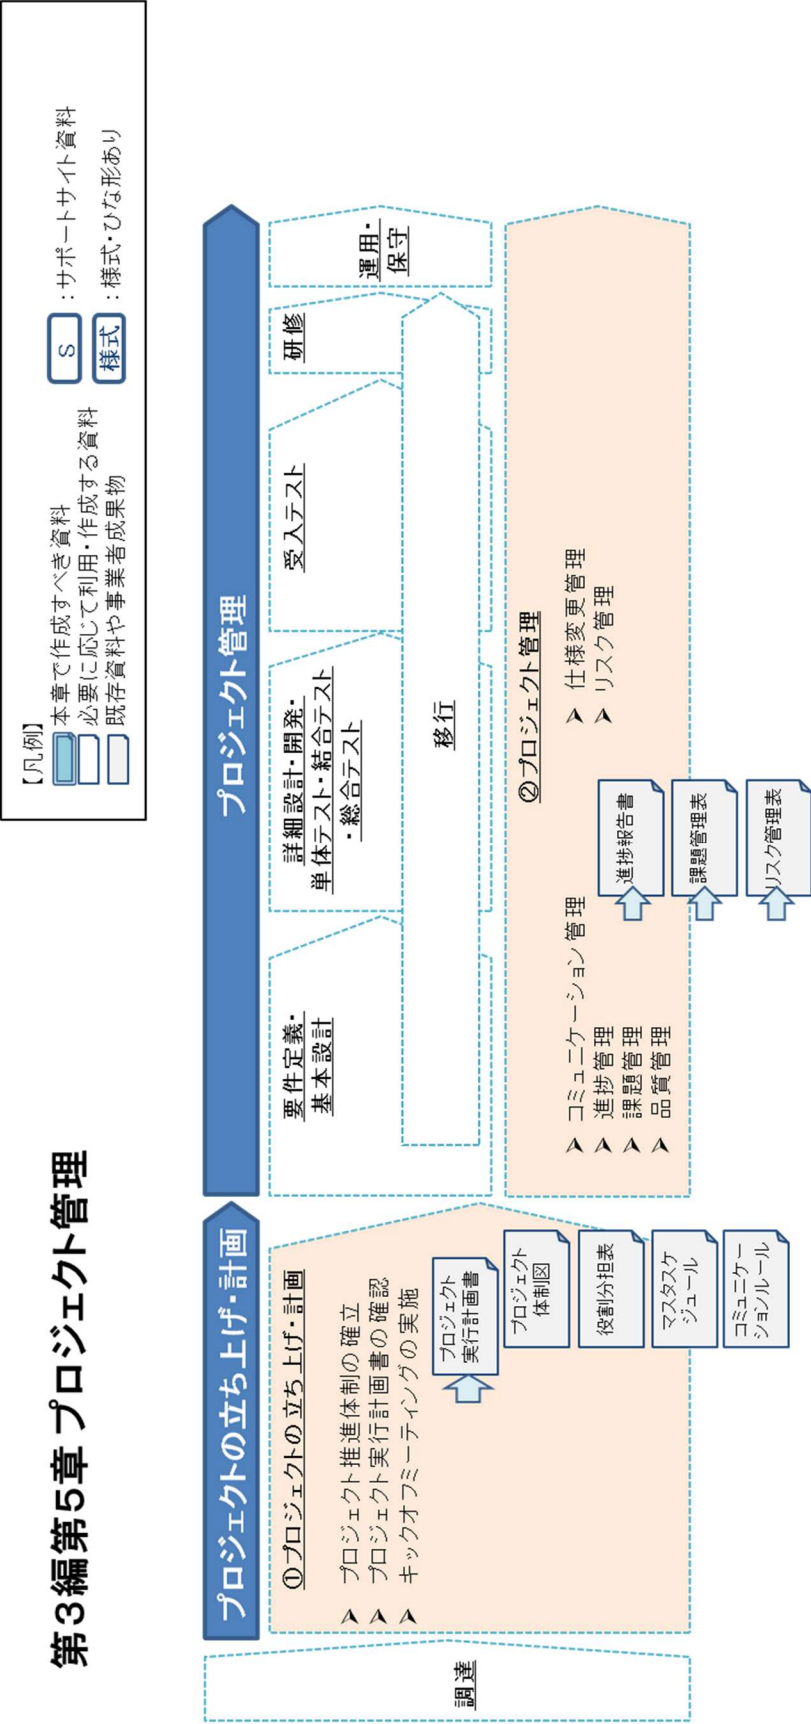 第3編第5章 プロジェクト管理
【凡例】
本章で作成すべき資料
必要に応じて利用・作成する資料
既存資料や事業者成果物
S
：サポートサイト資料
様式
：様式・ひな形あり
プロジェクトの立ち上げ・計画
プロジェクト管理
調達
①プロジェクトの立ち上げ・計画
➤ プロジェクト推進体制の確立
➤ プロジェクト実行計画書の確認
➤ キックオフミーティングの実施
プロジェクト
実行計画書
プロジェクト
体制図
役割分担表
マスタスケ
ジュール
コミュニケー
ションルール
要件定義・
基本設計
詳細設計・開発・
単体テスト・結合テスト
・総合テスト
受入テスト
研修
運用・
保守
移行
②プロジェクト管理
➤ コミュニケーション管理
➤ 進捗管理
➤ 課題管理
➤ 品質管理
➤ 仕様変更管理
➤ リスク管理
進捗報告書
課題管理表
リスク管理表